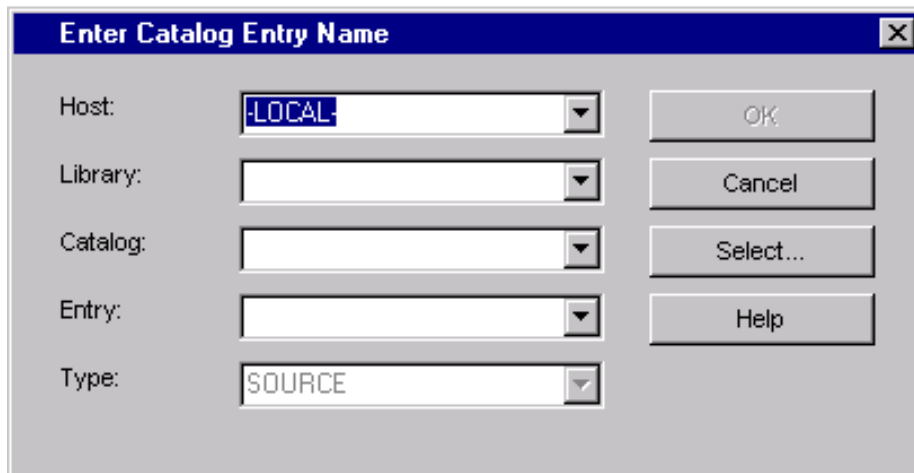 Enter Catalog Entry Name
Host: -LOCAL- OK
Library: Cancel
Catalog: Select...
Entry: Help
Type: SOURCE